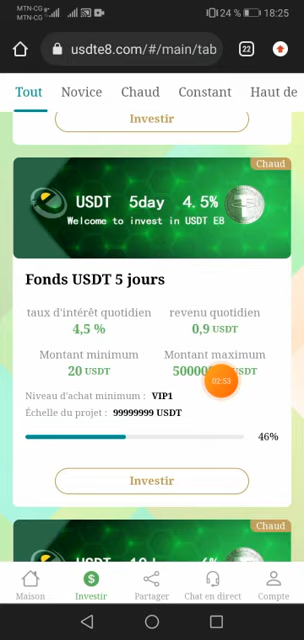 MTN-CG
MTN-CG
24 % 18:25
usdte8.com/#/main/tab
22
Tout Novice Chaud Constant Haut de
Investir
Chaud
USDT 5day 4.5%
Welcome to invest in USDT E8
Fonds USDT 5 jours
taux d'intérêt quotidien revenu quotidien
4,5 % 0,9 USDT
Montant minimum Montant maximum
20 USDT
02:53
Niveau d'achat minimum : VIP1
Échelle du projet : 99999999 USDT
46%
Investir
Chaud
Maison Investir Partager Chat en direct Compte